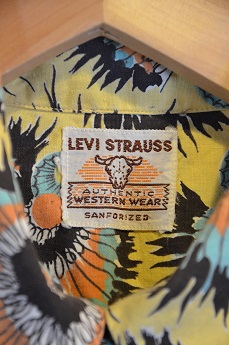 LEVI STRAUSS
AUTHENTIC
WESTERN WEAR
SANFORIZED